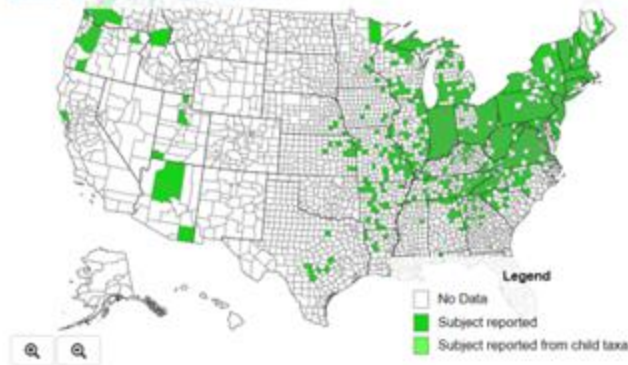 Legend
No Data
Subject reported
Subject reported from child taxa